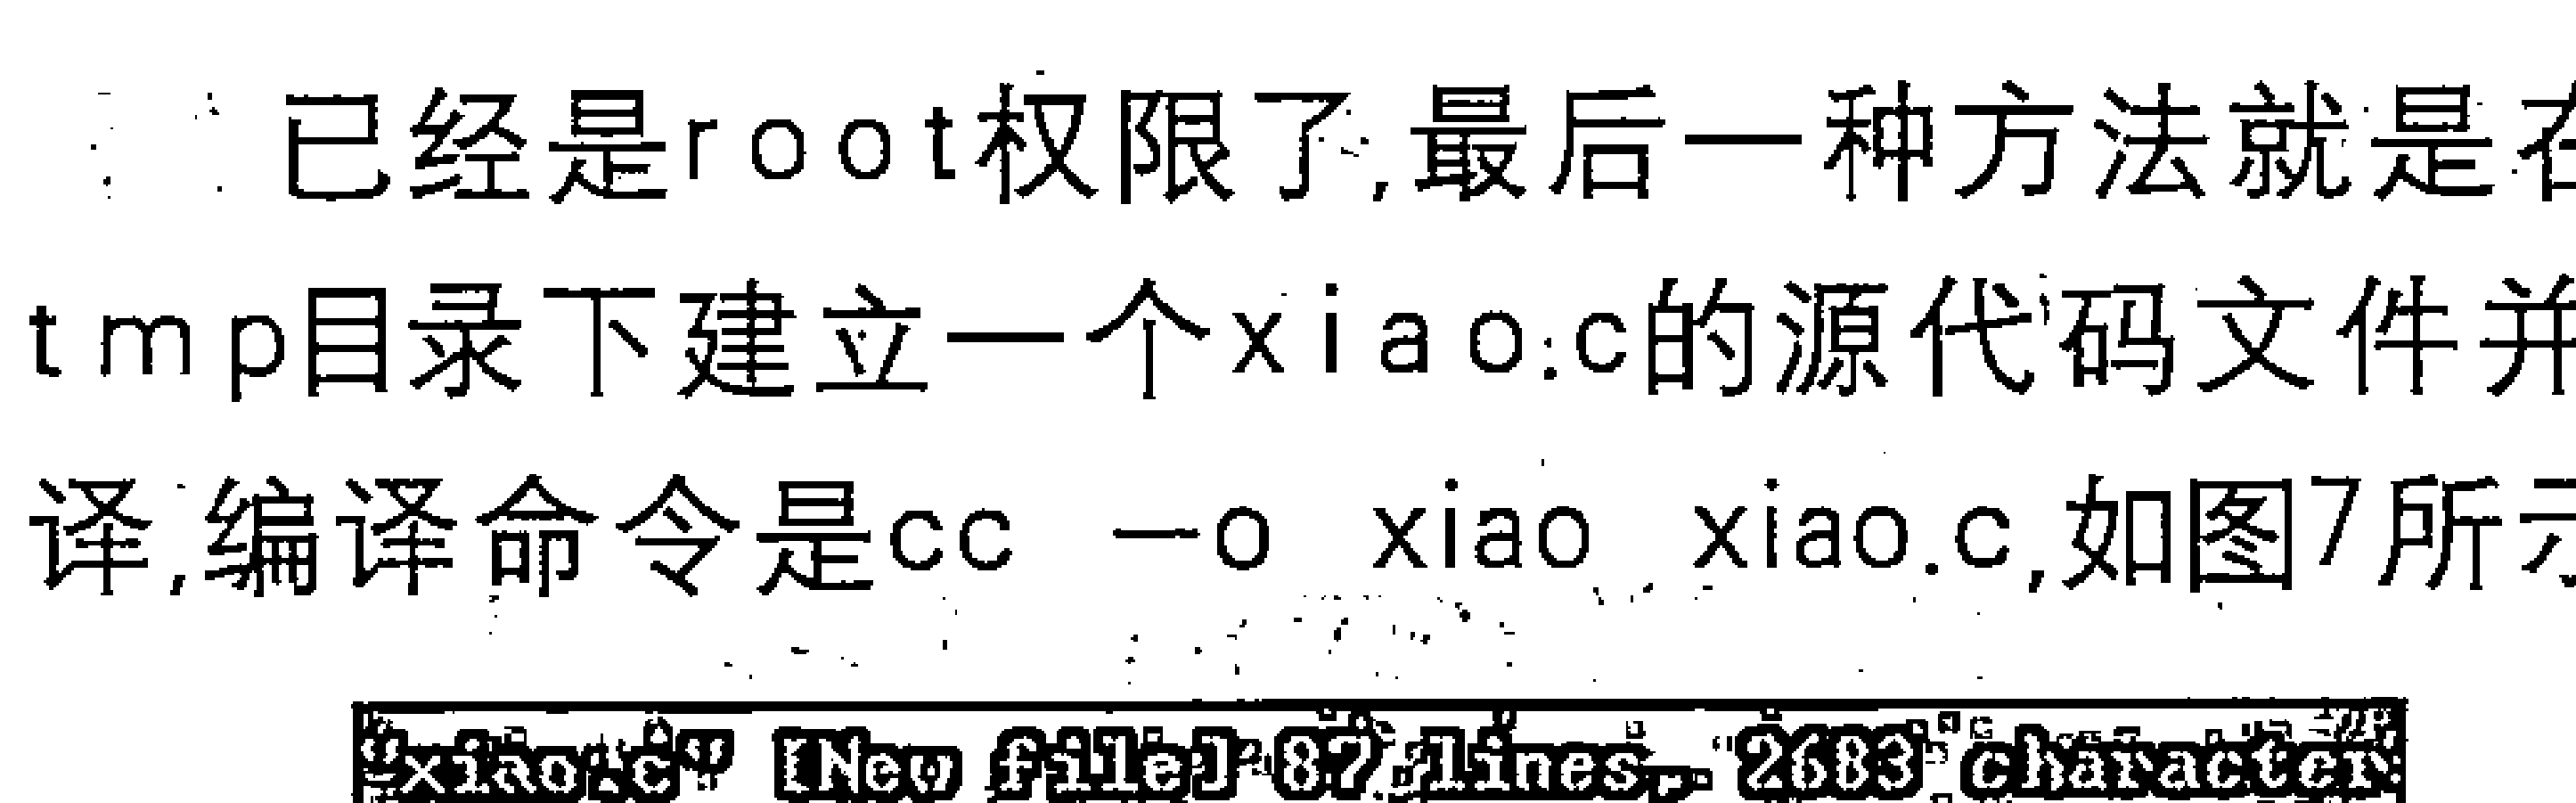 已经是root权限了,最后一种方法就是在
tmp目录下建立一个xiao.c的源代码文件并
译,编译命令是cc -o xiao xiao.c,如图7所示
"xiao.c" [New file] 87 lines, 2683 character